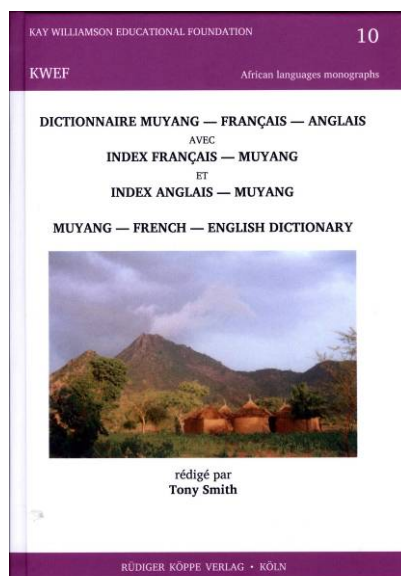 KAY WILLIAMSON EDUCATIONAL FOUNDATION
10
KWEF
African languages monographs
DICTIONNAIRE MUYANG — FRANÇAIS — ANGLAIS
AVEC
INDEX FRANÇAIS — MUYANG
ET
INDEX ANGLAIS — MUYANG
MUYANG — FRENCH — ENGLISH DICTIONARY
rédigé par
Tony Smith
RÜDIGER KÖPPE VERLAG • KÖLN